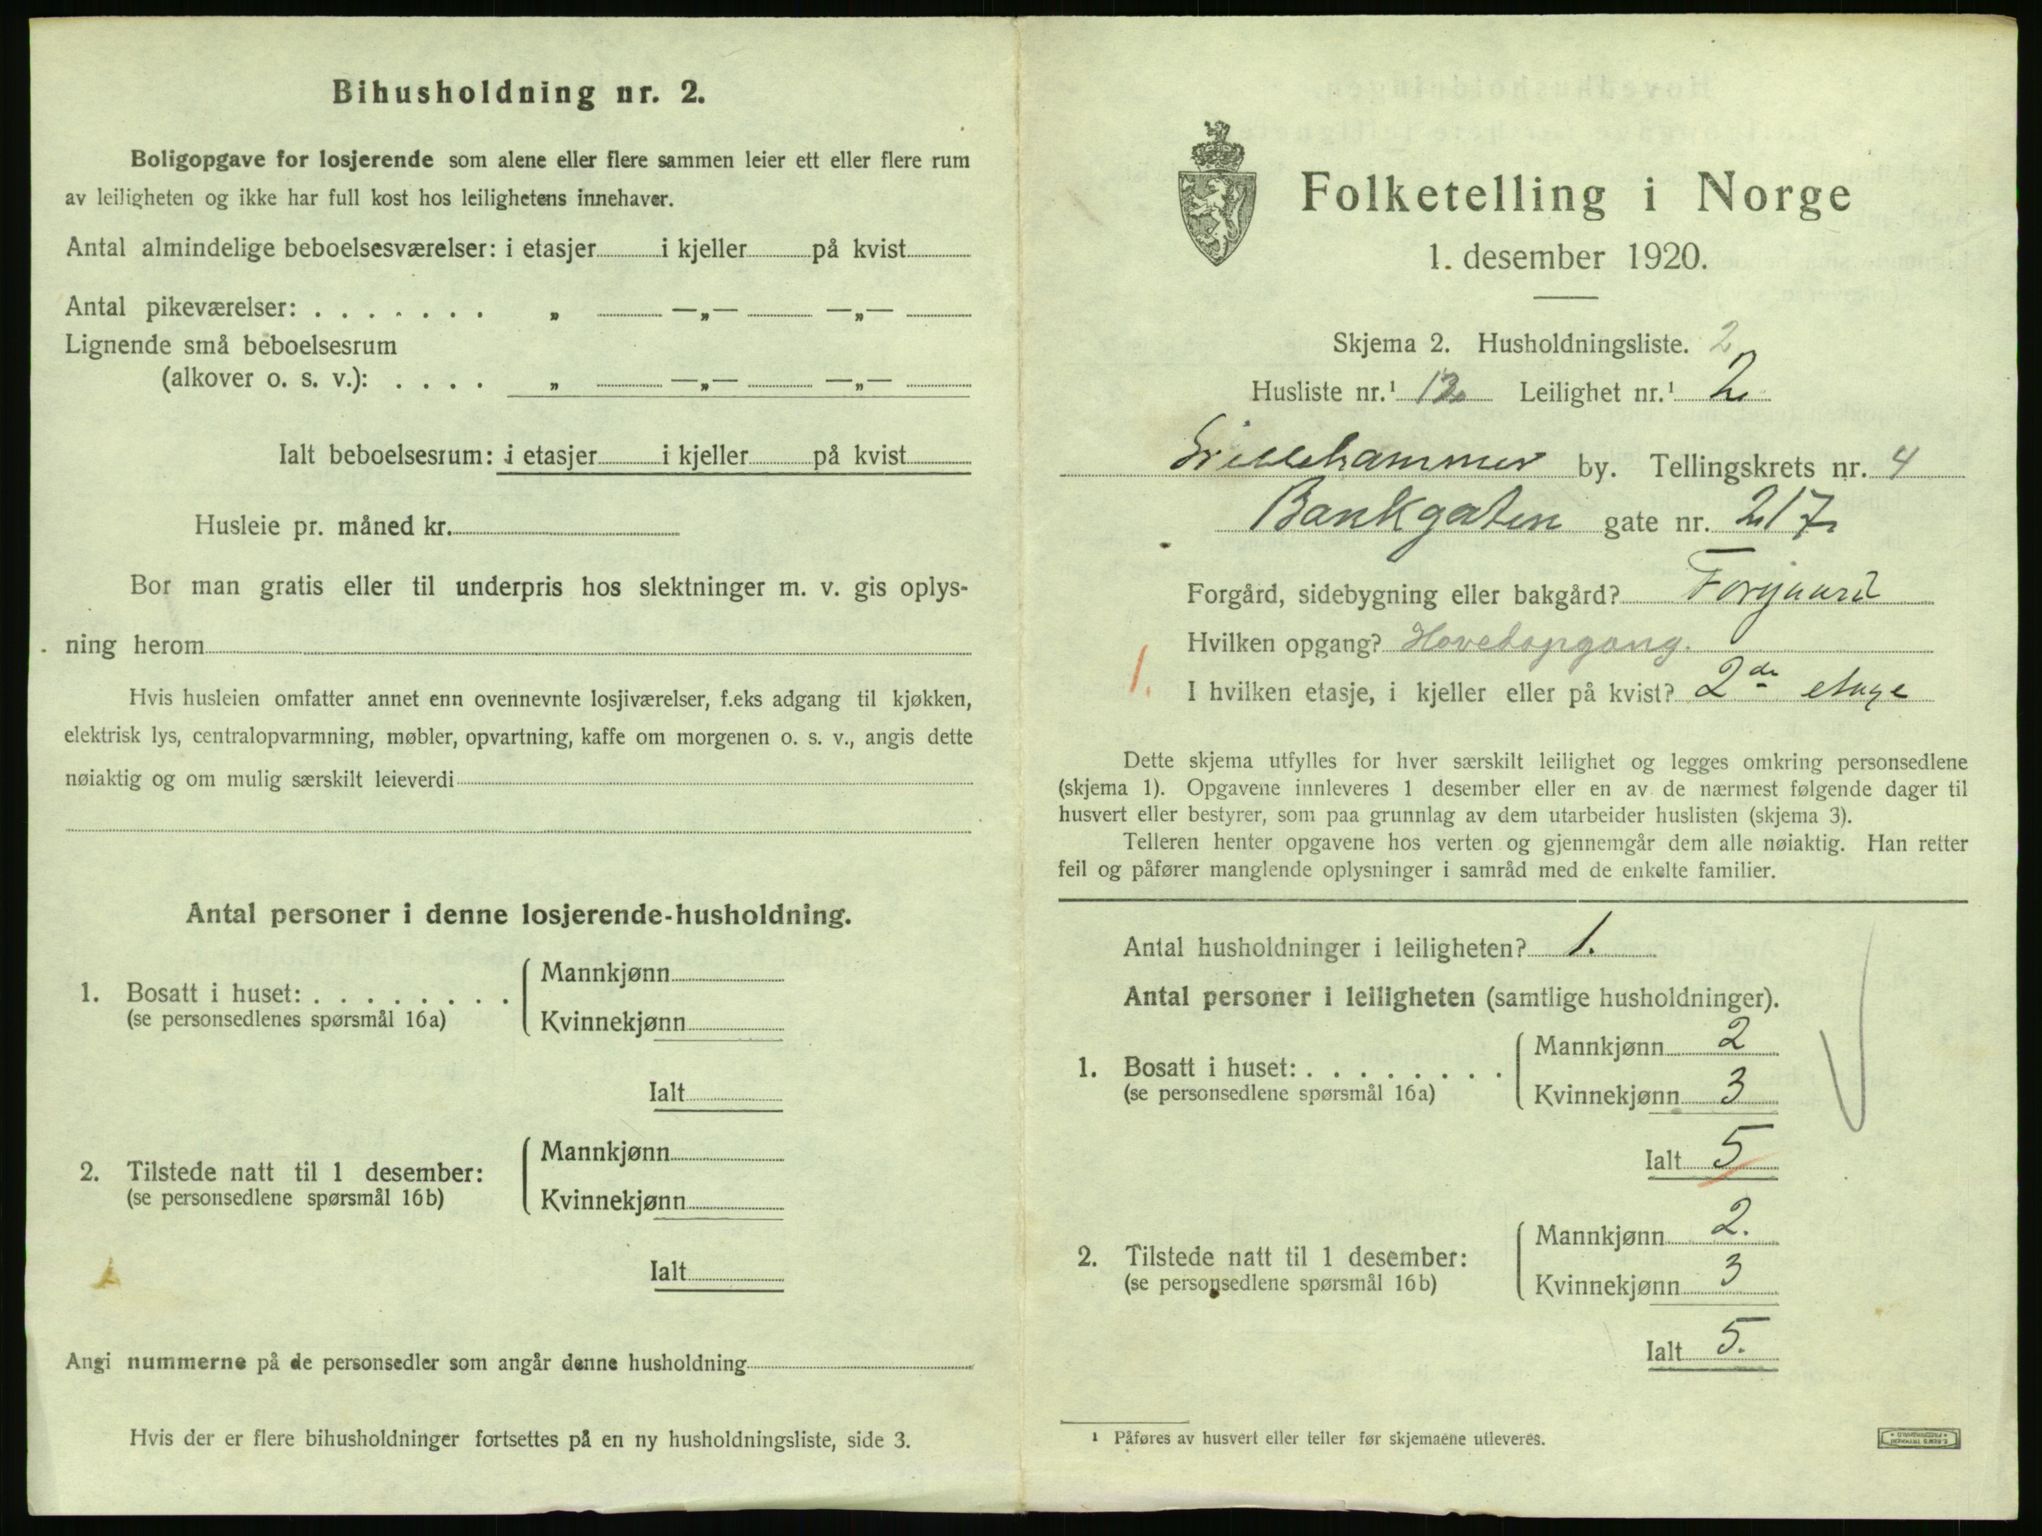 Bihusholdning nr. 2.
Boligopgave for losjerende som alene eller flere sammen leier ett eller flere rum
av leiligheten og ikke har full kost hos leilighetens innehaver.
Antal almindelige beboelsesværelser: i etasjer i kjeller på kvist
Antal pikeværelser: . . . . . . . „ —„— —„—
Lignende små beboelsesrum
(alkover o. s. v.): . . . . „ —„— —„—
Ialt beboelsesrum: i etasjer i kjeller på kvist
Husleie pr. måned kr.
Bor man gratis eller til underpris hos slektninger m. v. gis oplys-
ning herom
Hvis husleien omfatter annet enn ovennevnte losjiværelser, f.eks adgang til kjøkken,
elektrisk lys, centralopvarmning, møbler, opvartning, kaffe om morgenen o. s. v., angis dette
nøiaktig og om mulig særskilt leieverdi
Antal personer i denne losjerende-husholdning.
Mannkjønn
1. Bosatt i huset: . . . . . . . .
(se personsedlenes spørsmål 16a)
Kvinnekjønn
Ialt
Mannkjønn
2. Tilstede natt til 1 desember:
(se personsedlene spørsmål 16b)
Kvinnekjønn
Ialt
Angi nummerne på de personsedler som angår denne husholdning
Hvis der er flere bihusholdninger fortsettes på en ny husholdningsliste, side 3.
Folketelling i Norge
1. desember 1920.
Skjema 2. Husholdningsliste. 2
Husliste nr.¹ 12 Leilighet nr.¹ 2
Lillehammer by. Tellingskrets nr. 4
Bankgaten gate nr. 217
Forgård, sidebygning eller bakgård? Forgaard
Hvilken opgang? Hovedopgang.
1. I hvilken etasje, i kjeller eller på kvist? 2de etage
Dette skjema utfylles for hver særskilt leilighet og legges omkring personsedlene
(skjema 1). Opgavene innleveres 1 desember eller en av de nærmest følgende dager til
husvert eller bestyrer, som paa grunnlag av dem utarbeider huslisten (skjema 3).
Telleren henter opgavene hos verten og gjennemgår dem alle nøiaktig. Han retter
feil og påfører manglende oplysninger i samråd med de enkelte familier.
Antal husholdninger i leiligheten? 1.
Antal personer i leiligheten (samtlige husholdninger).
Mannkjønn 2
1. Bosatt i huset: . . . . . . . .
(se personsedlene spørsmål 16a)
Kvinnekjønn 3
Ialt 5
Mannkjønn 2.
2. Tilstede natt til 1 desember:
(se personsedlene spørsmål 16b)
Kvinnekjønn 3
Ialt 5.
¹ Påføres av husvert eller teller før skjemaene utleveres.